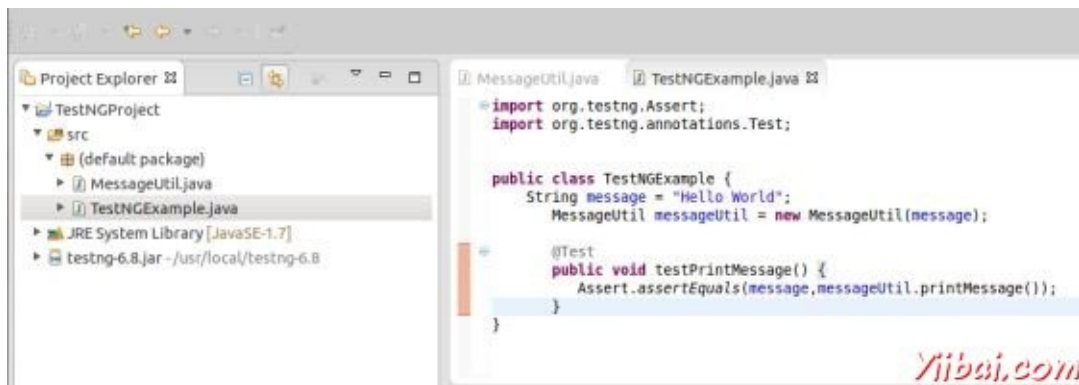 Project Explorer
TestNGProject
src
(default package)
MessageUtil.java
TestNGExample.java
JRE System Library [JavaSE-1.7]
testng-6.8.jar - /usr/local/testng-6.8
MessageUtil.java
TestNGExample.java
import org.testng.Assert;
import org.testng.annotations.Test;
public class TestNGExample {
String message = "Hello World";
MessageUtil messageUtil = new MessageUtil(message);
@Test
public void testPrintMessage() {
Assert.assertEquals(message,messageUtil.printMessage());
}
}
Yiibai.com